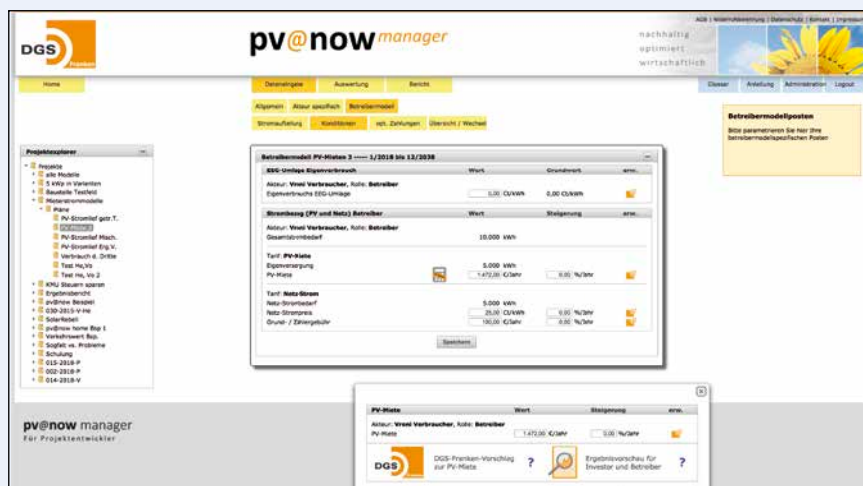 AGB | Widerrufsbelehrung | Datenschutz | Kontakt | Impressum
DGS
Franken
pv@now manager
nachhaltig
optimiert
wirtschaftlich
Home
Dateneingabe Auswertung Bericht
Glossar Anleitung Administration Logout
Allgemein Akteur spezifisch Betreibermodell
Stromaufteilung Konditionen opt. Zahlungen Übersicht / Wechsel
Betreibermodellposten
Bitte parametrieren Sie hier Ihre
betreibermodellspezifischen Posten
Projektexplorer
Projekte
alle Modelle
5 kWp in Varianten
Baustelle Testfeld
Mieterstrommodelle
Pläne
PV-Stromlief getr.T.
PV-Miete 3
PV-Stromlief Misch.
PV-Stromlief Erg.V.
Verbrauch d. Dritte
Test He,Vo
Test He, Vo 2
KMU Steuern sparen
Ergebnisbericht
pv@now Beispiel
030-2015-V-He
SolarRebell
pv@now home Bsp 1
Verkehrswert Bsp.
Sogfalt vs. Probleme
Schulung
015-2018-P
002-2018-P
014-2018-V
Betreibermodell PV-Mieten 3 ---- 1/2018 bis 12/2038
EEG-Umlage Eigenverbrauch Wert Grundwert erw.
Akteur: Vroni Verbraucher, Rolle: Betreiber
Eigenverbrauchs EEG-Umlage 0,00 Ct/kWh 0,00 Ct/kWh
Strombezug (PV und Netz) Betreiber Wert Steigerung erw.
Akteur: Vroni Verbraucher, Rolle: Betreiber
Gesamtstrombedarf 10.000 kWh
Tarif: PV-Miete
Eigenversorgung 5.000 kWh
PV-Miete 1.472,00 €/Jahr 0,00 %/Jahr
Tarif: Netz-Strom
Netz-Strombedarf 5.000 kWh
Netz-Strompreis 25,00 Ct/kWh 0,00 %/Jahr
Grund- / Zählergebühr 100,00 €/Jahr 0,00 %/Jahr
Speichern
PV-Miete Wert Steigerung erw.
Akteur: Vroni Verbraucher, Rolle: Betreiber
PV-Miete 1.472,00 €/Jahr 0,00 %/Jahr
DGS
DGS-Franken-Vorschlag
zur PV-Miete ?
Ergebnisvorschau für
Investor und Betreiber ?
pv@now manager
Für Projektentwickler